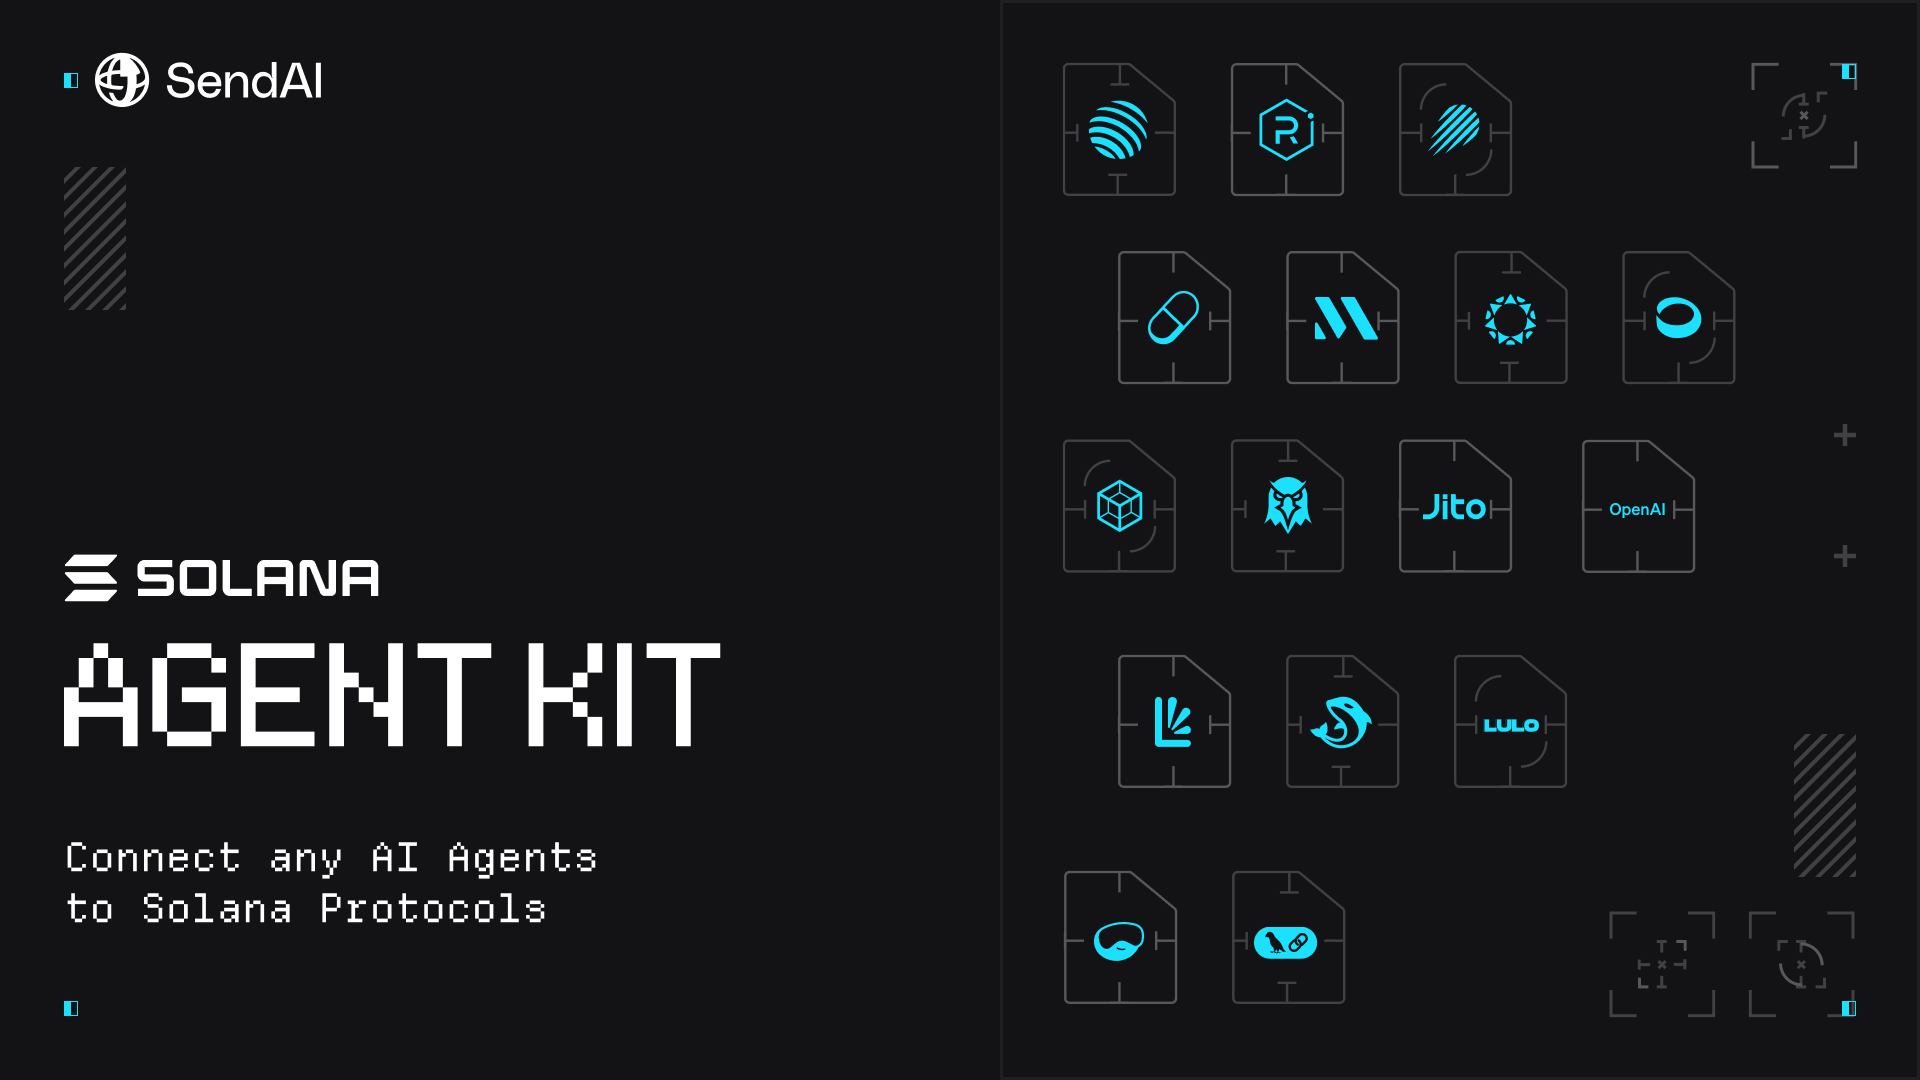 SendAI
SOLANA
AGENT KIT
Connect any AI Agents
to Solana Protocols
R
Jito
OpenAI
LULO